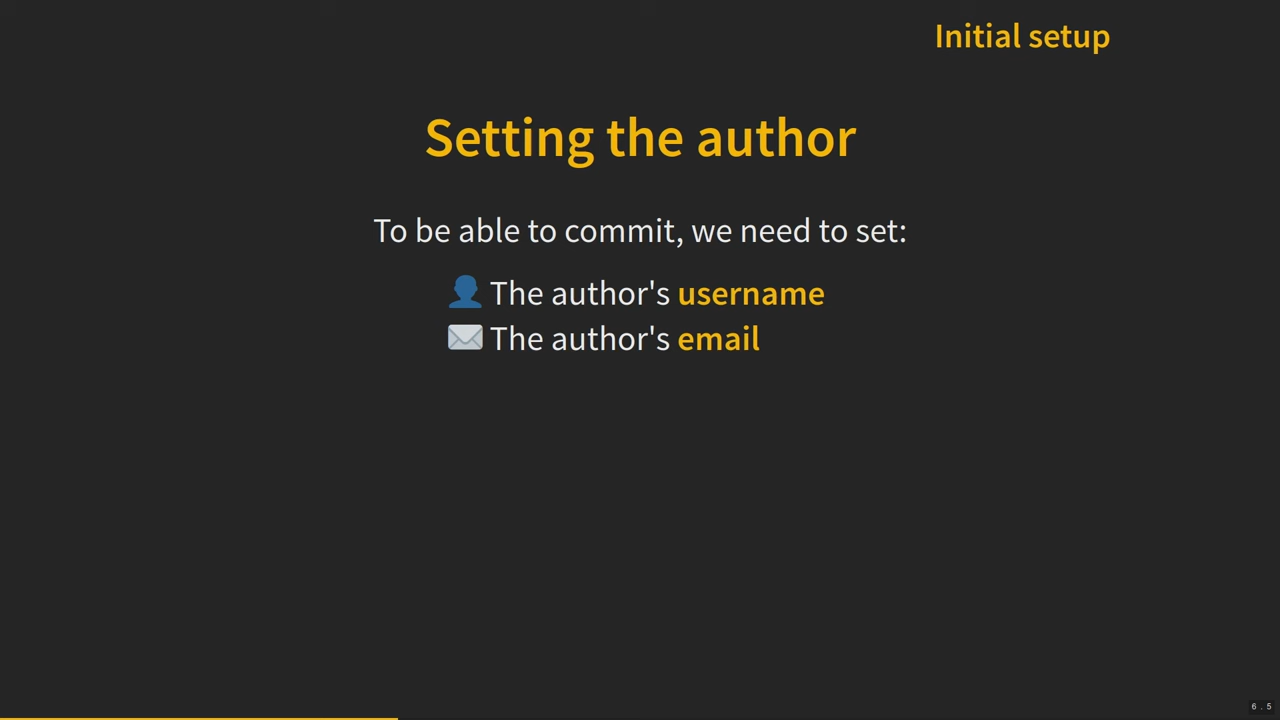 Initial setup
Setting the author
To be able to commit, we need to set:
The author's username
The author's email
6 . 5